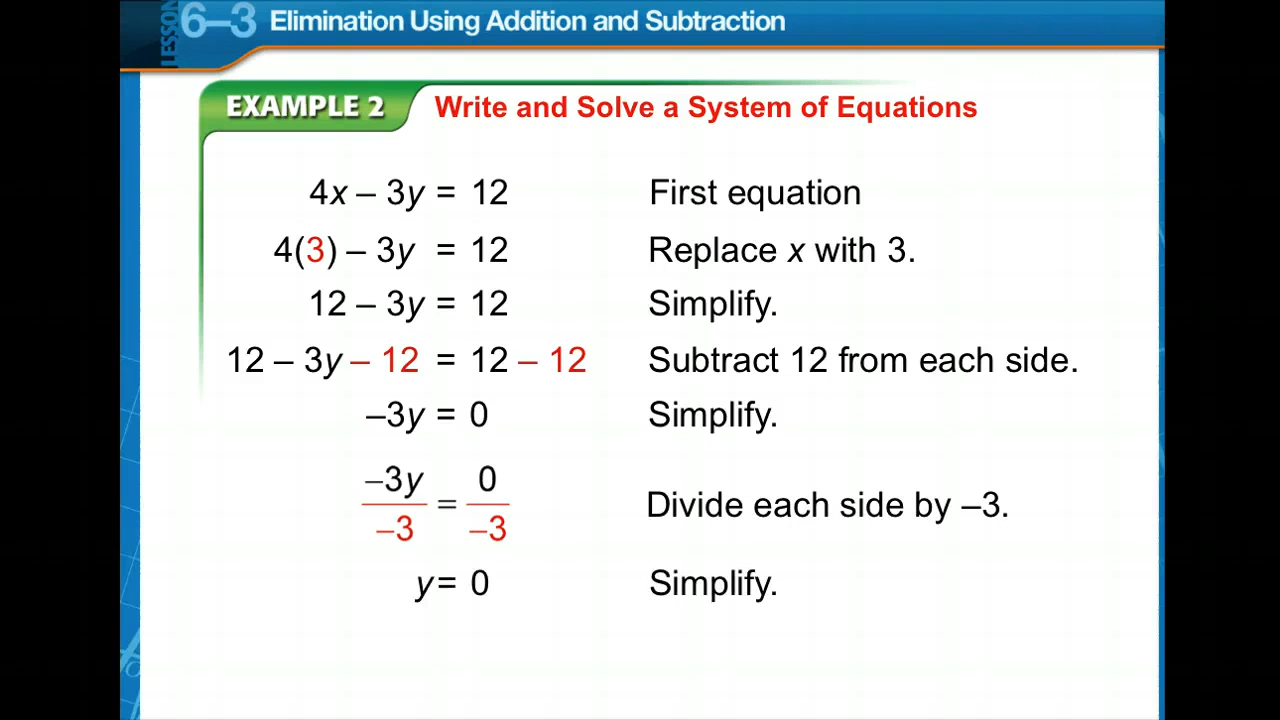 LESSON 6–3 Elimination Using Addition and Subtraction
EXAMPLE 2 Write and Solve a System of Equations
4x – 3y = 12 First equation
4(3) – 3y = 12 Replace x with 3.
12 – 3y = 12 Simplify.
12 – 3y – 12 = 12 – 12 Subtract 12 from each side.
–3y = 0 Simplify.
–3y 0
= Divide each side by –3.
–3 –3
y = 0 Simplify.